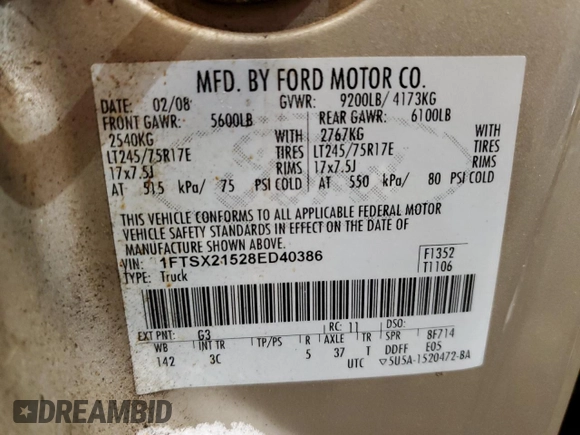 MFD. BY FORD MOTOR CO.
DATE: 02/08 GVWR: 9200LB/ 4173KG
FRONT GAWR: 5600LB REAR GAWR: 6100LB
2540KG WITH 2767KG WITH
LT245/75R17E TIRES LT245/75R17E TIRES
17x7.5J RIMS 17x7.5J RIMS
AT 515 kPa/ 75 PSI COLD AT 550 kPa/ 80 PSI COLD
THIS VEHICLE CONFORMS TO ALL APPLICABLE FEDERAL MOTOR
VEHICLE SAFETY STANDARDS IN EFFECT ON THE DATE OF
MANUFACTURE SHOWN ABOVE.
VIN: 1FTSX21528ED40386 F1352
TYPE: Truck T1106
EXT PNT: G3 RC: 11 DSO:
WB INT TR TP/PS R AXLE TR SPR 8F714
142 3C 5 37 T DDFF E05
UTC ▽5U5A-1520472-BA
DREAMBID